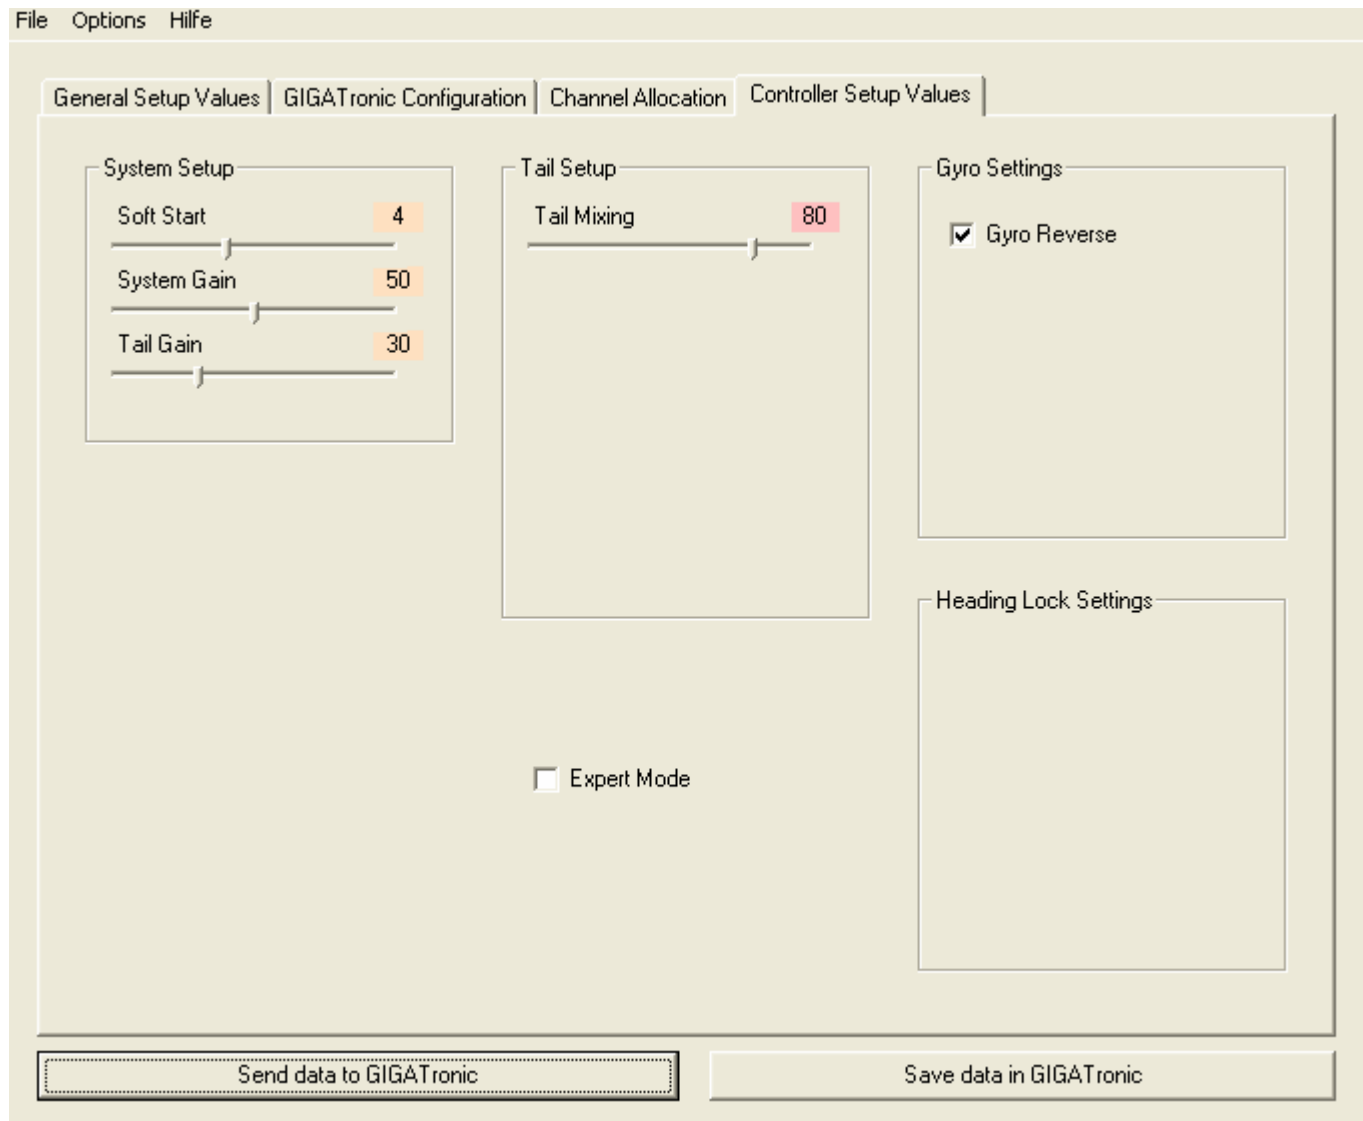 File Options Hilfe
General Setup Values GIGATronic Configuration Channel Allocation Controller Setup Values
System Setup
Soft Start 4
System Gain 50
Tail Gain 30
Tail Setup
Tail Mixing 80
Gyro Settings
Gyro Reverse
Heading Lock Settings
Expert Mode
Send data to GIGATronic
Save data in GIGATronic